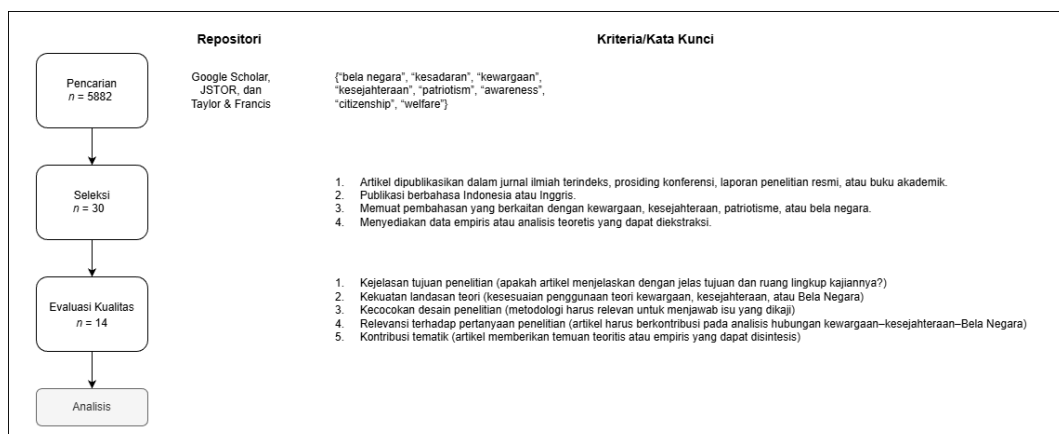 Repositori
Kriteria/Kata Kunci
Pencarian
n = 5882
Google Scholar,
JSTOR, dan
Taylor & Francis
{"bela negara", "kesadaran", "kewargaan",
"kesejahteraan", "patriotism", "awareness",
"citizenship", "welfare"}
Seleksi
n = 30
1. Artikel dipublikasikan dalam jurnal ilmiah terindeks, prosiding konferensi, laporan penelitian resmi, atau buku akademik.
2. Publikasi berbahasa Indonesia atau Inggris.
3. Memuat pembahasan yang berkaitan dengan kewargaan, kesejahteraan, patriotisme, atau bela negara.
4. Menyediakan data empiris atau analisis teoretis yang dapat diekstraksi.
Evaluasi Kualitas
n = 14
1. Kejelasan tujuan penelitian (apakah artikel menjelaskan dengan jelas tujuan dan ruang lingkup kajiannya?)
2. Kekuatan landasan teori (kesesuaian penggunaan teori kewargaan, kesejahteraan, atau Bela Negara)
3. Kecocokan desain penelitian (metodologi harus relevan untuk menjawab isu yang dikaji)
4. Relevansi terhadap pertanyaan penelitian (artikel harus berkontribusi pada analisis hubungan kewargaan–kesejahteraan–Bela Negara)
5. Kontribusi tematik (artikel memberikan temuan teoritis atau empiris yang dapat disintesis)
Analisis